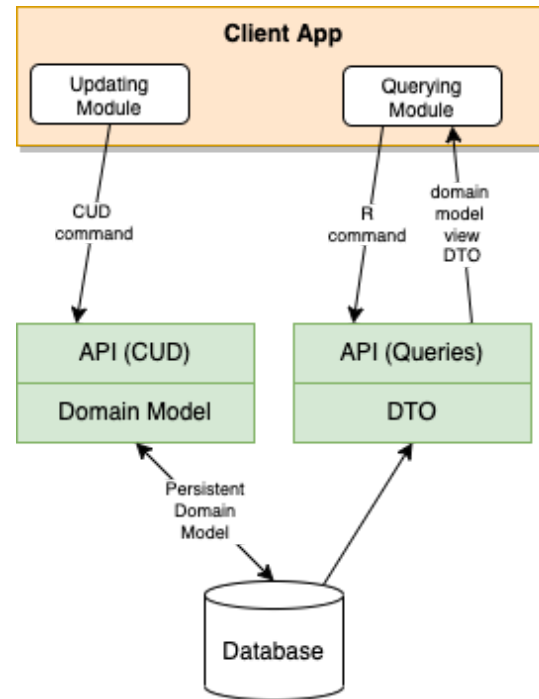 Client App
Updating
Module
Querying
Module
CUD
command
R
command
domain
model
view
DTO
API (CUD)
API (Queries)
Domain Model
DTO
Persistent
Domain
Model
Database